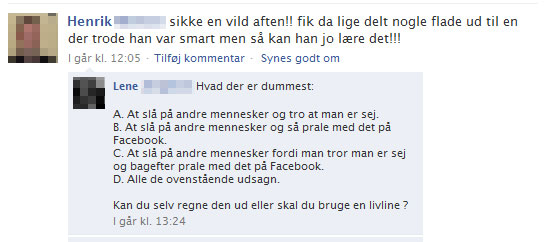 Henrik sikke en vild aften!! fik da lige delt nogle flade ud til en
der trode han var smart men så kan han jo lære det!!!
I går kl. 12:05 · Tilføj kommentar · Synes godt om
Lene Hvad der er dummest:
A. At slå på andre mennesker og tro at man er sej.
B. At slå på andre mennesker og så prale med det på
Facebook.
C. At slå på andre mennesker fordi man tror man er sej
og bagefter prale med det på Facebook.
D. Alle de ovenstående udsagn.
Kan du selv regne den ud eller skal du bruge en livline ?
I går kl. 13:24